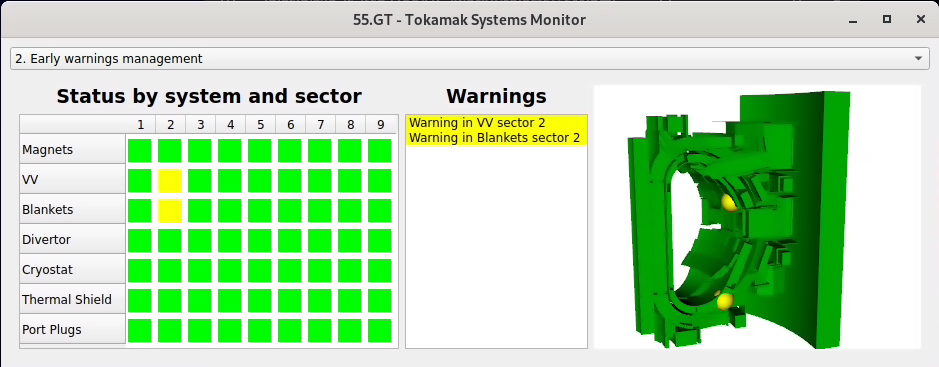 55.GT - Tokamak Systems Monitor
2. Early warnings management
Status by system and sector
1 2 3 4 5 6 7 8 9
Magnets
VV
Blankets
Divertor
Cryostat
Thermal Shield
Port Plugs
Warnings
Warning in VV sector 2
Warning in Blankets sector 2